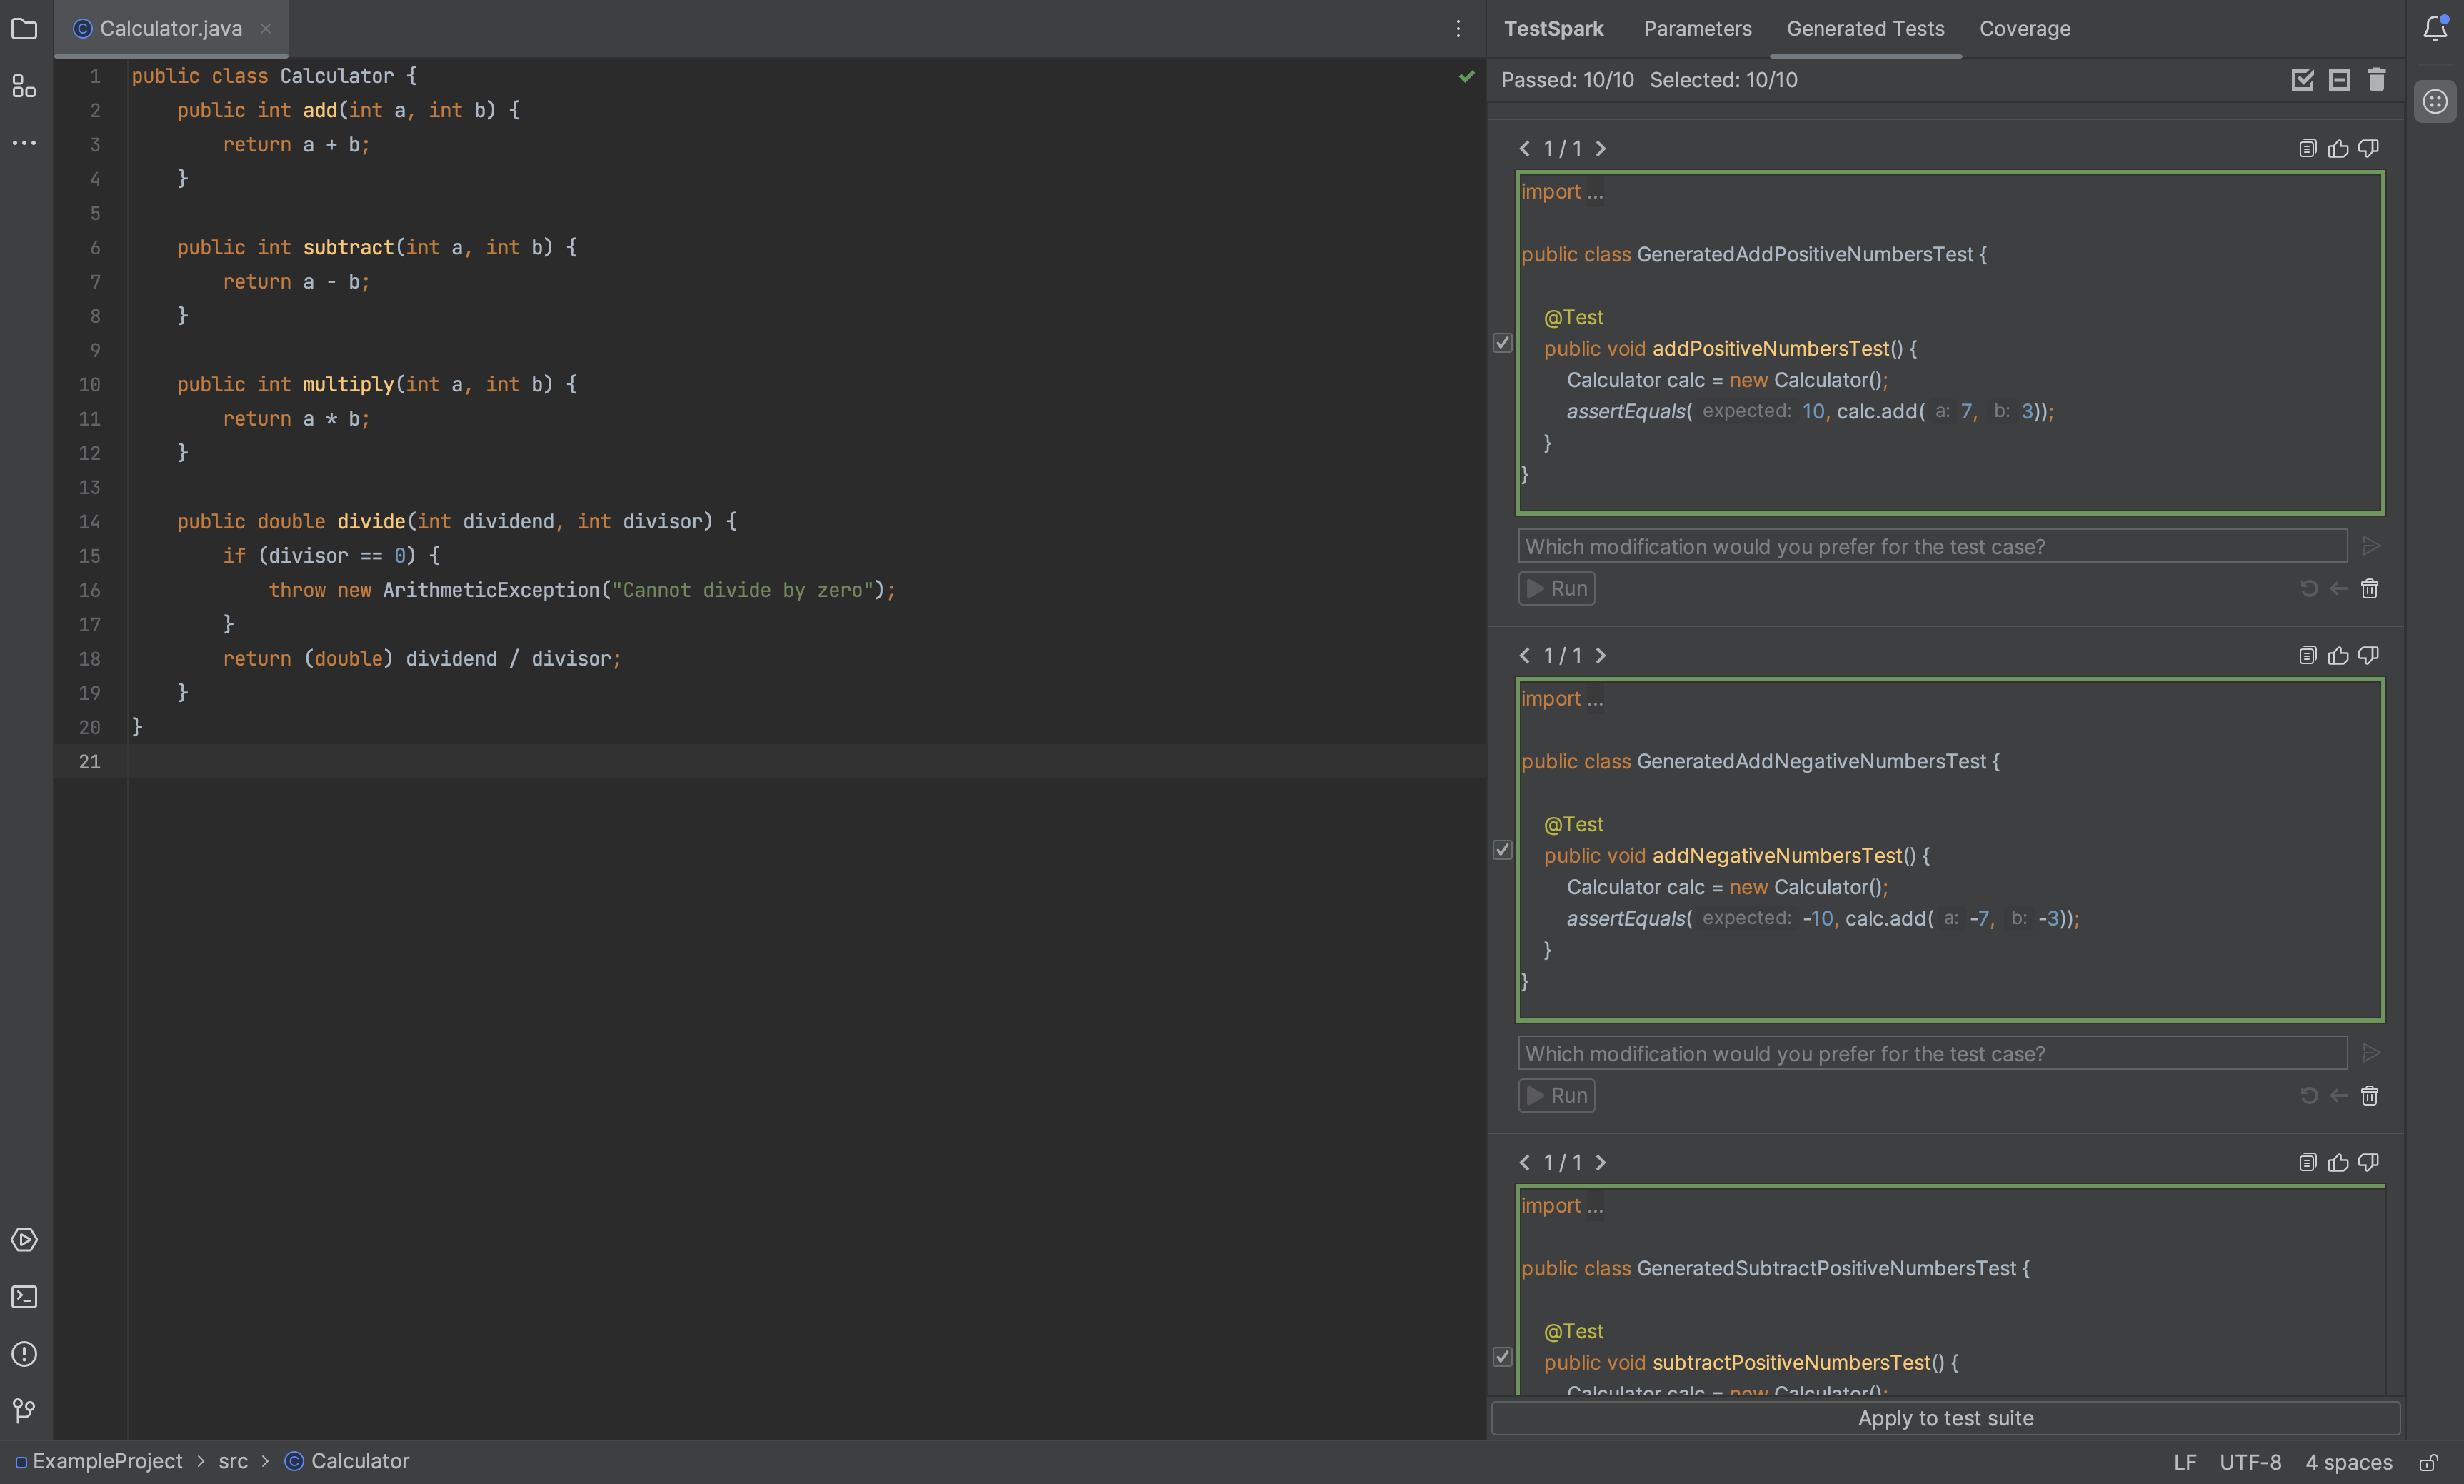 Calculator.java
1 public class Calculator {
2 public int add(int a, int b) {
3 return a + b;
4 }
5
6 public int subtract(int a, int b) {
7 return a - b;
8 }
9
10 public int multiply(int a, int b) {
11 return a * b;
12 }
13
14 public double divide(int dividend, int divisor) {
15 if (divisor == 0) {
16 throw new ArithmeticException("Cannot divide by zero");
17 }
18 return (double) dividend / divisor;
19 }
20 }
21
TestSpark Parameters Generated Tests Coverage
Passed: 10/10 Selected: 10/10
1 / 1
import ...
public class GeneratedAddPositiveNumbersTest {
@Test
public void addPositiveNumbersTest() {
Calculator calc = new Calculator();
assertEquals( expected: 10, calc.add( a: 7, b: 3));
}
}
Which modification would you prefer for the test case?
Run
1 / 1
import ...
public class GeneratedAddNegativeNumbersTest {
@Test
public void addNegativeNumbersTest() {
Calculator calc = new Calculator();
assertEquals( expected: -10, calc.add( a: -7, b: -3));
}
}
Which modification would you prefer for the test case?
Run
1 / 1
import ...
public class GeneratedSubtractPositiveNumbersTest {
@Test
public void subtractPositiveNumbersTest() {
Calculator calc = new Calculator();
Apply to test suite
ExampleProject > src > Calculator
LF UTF-8 4 spaces